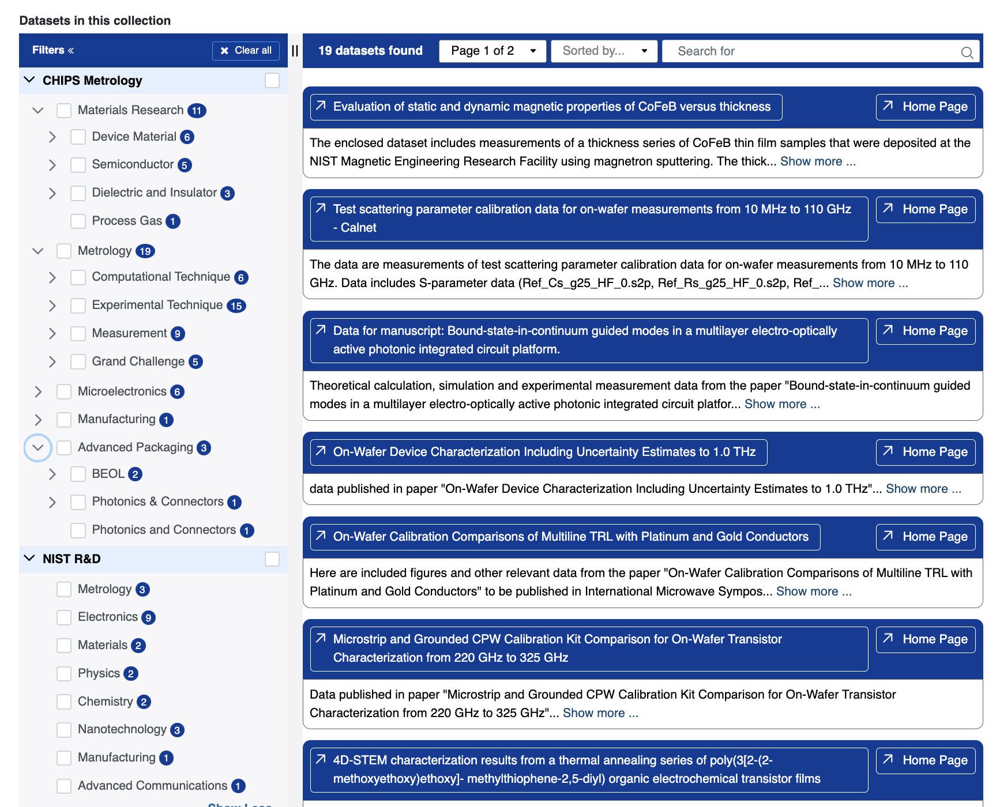 Datasets in this collection
Filters «
Clear all
CHIPS Metrology
Materials Research 11
Device Material 6
Semiconductor 5
Dielectric and Insulator 3
Process Gas 1
Metrology 19
Computational Technique 6
Experimental Technique 15
Measurement 9
Grand Challenge 5
Microelectronics 6
Manufacturing 1
Advanced Packaging 3
BEOL 2
Photonics & Connectors 1
Photonics and Connectors 1
NIST R&D
Metrology 3
Electronics 9
Materials 2
Physics 2
Chemistry 2
Nanotechnology 3
Manufacturing 1
Advanced Communications 1
Show Less
19 datasets found
Page 1 of 2
Sorted by...
Search for
Evaluation of static and dynamic magnetic properties of CoFeB versus thickness
Home Page
The enclosed dataset includes measurements of a thickness series of CoFeB thin film samples that were deposited at the
NIST Magnetic Engineering Research Facility using magnetron sputtering. The thick... Show more ...
Test scattering parameter calibration data for on-wafer measurements from 10 MHz to 110 GHz
- Calnet
Home Page
The data are measurements of test scattering parameter calibration data for on-wafer measurements from 10 MHz to 110
GHz. Data includes S-parameter data (Ref_Cs_g25_HF_0.s2p, Ref_Rs_g25_HF_0.s2p, Ref_... Show more ...
Data for manuscript: Bound-state-in-continuum guided modes in a multilayer electro-optically
active photonic integrated circuit platform.
Home Page
Theoretical calculation, simulation and experimental measurement data from the paper "Bound-state-in-continuum guided
modes in a multilayer electro-optically active photonic integrated circuit platfor... Show more ...
On-Wafer Device Characterization Including Uncertainty Estimates to 1.0 THz
Home Page
data published in paper "On-Wafer Device Characterization Including Uncertainty Estimates to 1.0 THz"... Show more ...
On-Wafer Calibration Comparisons of Multiline TRL with Platinum and Gold Conductors
Home Page
Here are included figures and other relevant data from the paper "On-Wafer Calibration Comparisons of Multiline TRL with
Platinum and Gold Conductors" to be published in International Microwave Sympos... Show more ...
Microstrip and Grounded CPW Calibration Kit Comparison for On-Wafer Transistor
Characterization from 220 GHz to 325 GHz
Home Page
Data published in paper "Microstrip and Grounded CPW Calibration Kit Comparison for On-Wafer Transistor
Characterization from 220 GHz to 325 GHz"... Show more ...
4D-STEM characterization results from a thermal annealing series of poly(3[2-(2-
methoxyethoxy)ethoxy]- methylthiophene-2,5-diyl) organic electrochemical transistor films
Home Page